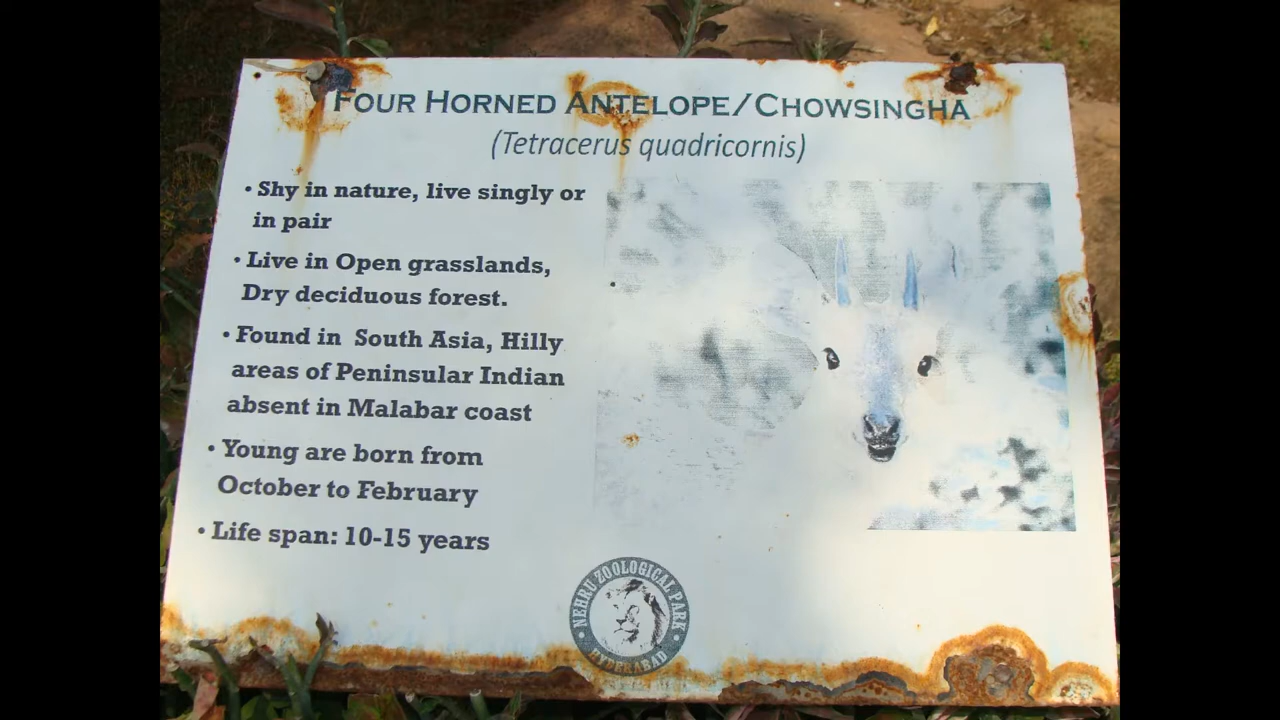 FOUR HORNED ANTELOPE/CHOWSINGHA
(Tetracerus quadricornis)
• Shy in nature, live singly or
in pair
• Live in Open grasslands,
Dry deciduous forest.
• Found in South Asia, Hilly
areas of Peninsular Indian
absent in Malabar coast
• Young are born from
October to February
• Life span: 10-15 years
NEHRU ZOOLOGICAL PARK
HYDERABAD